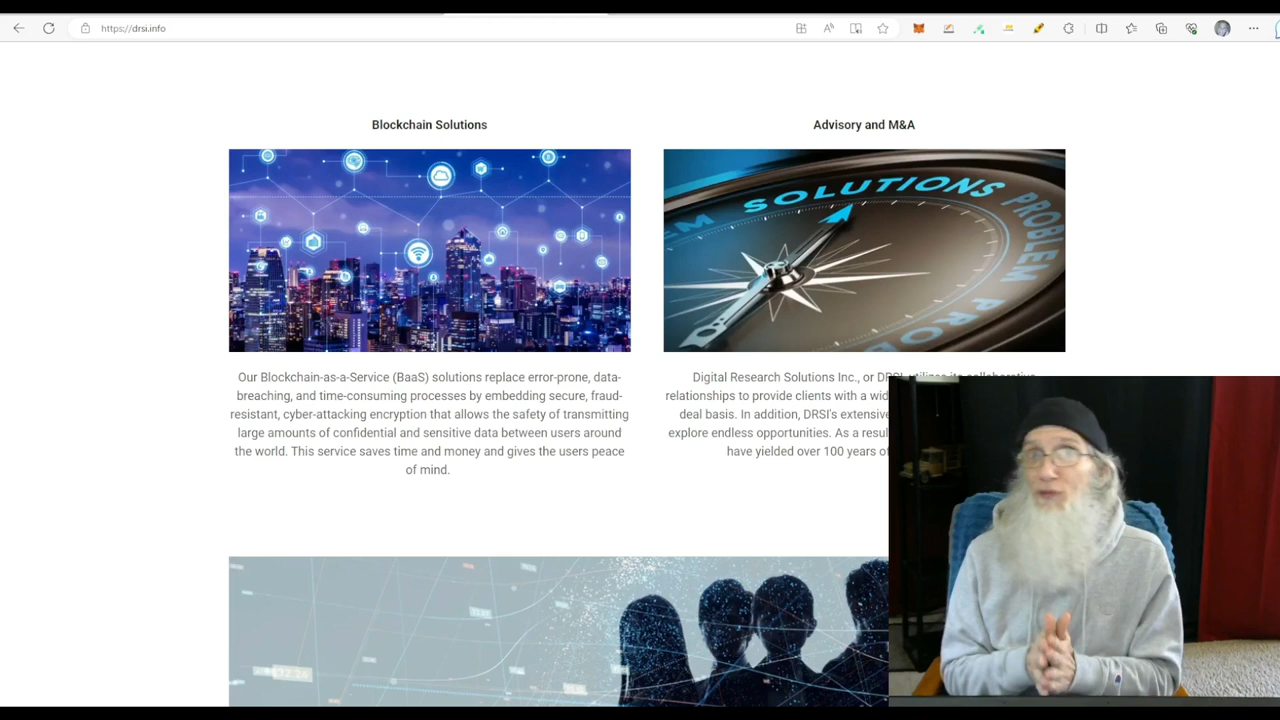 https://drsi.info
Blockchain Solutions
Advisory and M&A
SOLUTIONS
PROBLEM
Our Blockchain-as-a-Service (BaaS) solutions replace error-prone, data-
breaching, and time-consuming processes by embedding secure, fraud-
resistant, cyber-attacking encryption that allows the safety of transmitting
large amounts of confidential and sensitive data between users around
the world. This service saves time and money and gives the users peace
of mind.
Digital Research Solutions Inc., or DRSI, utilizes its collaborative
relationships to provide clients with a
deal basis. In addition, DRSI's
explore endless opportunities. As a
have yielded over 100 years